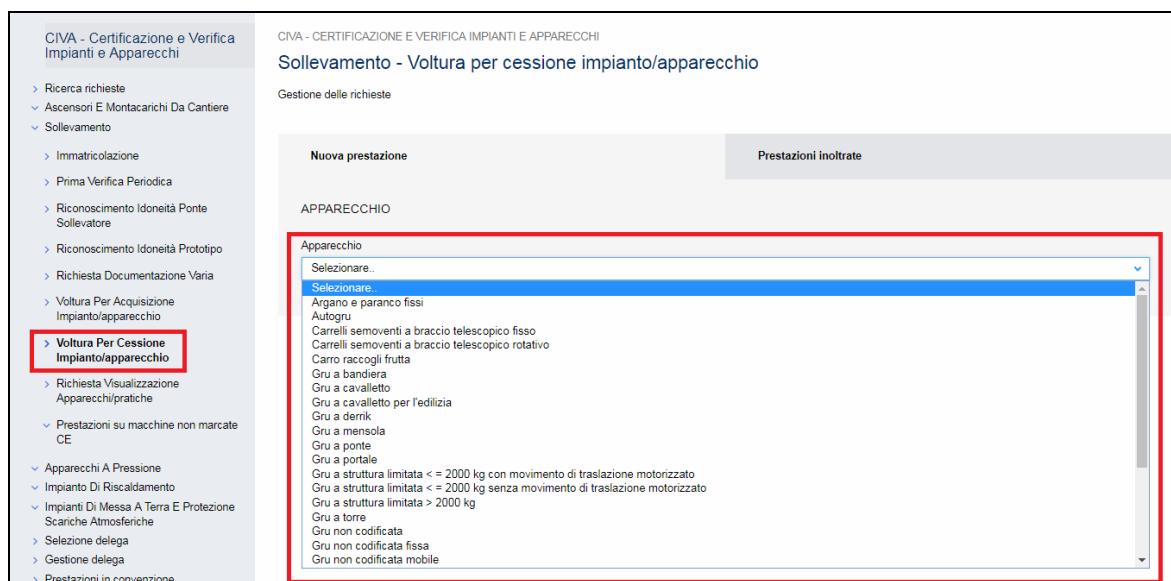 CIVA - Certificazione e Verifica
Impianti e Apparecchi
Ricerca richieste
Ascensori E Montacarichi Da Cantiere
Sollevamento
Immatricolazione
Prima Verifica Periodica
Riconoscimento Idoneità Ponte
Sollevatore
Riconoscimento Idoneità Prototipo
Richiesta Documentazione Varia
Voltura Per Acquisizione
Impianto/apparecchio
Voltura Per Cessione
Impianto/apparecchio
Richiesta Visualizzazione
Apparecchi/pratiche
Prestazioni su macchine non marcate
CE
Apparecchi A Pressione
Impianto Di Riscaldamento
Impianti Di Messa A Terra E Protezione
Scariche Atmosferiche
Selezione delega
Gestione delega
Prestazioni in convenzione
CIVA - CERTIFICAZIONE E VERIFICA IMPIANTI E APPARECCHI
Sollevamento - Voltura per cessione impianto/apparecchio
Gestione delle richieste
Nuova prestazione
Prestazioni inoltrate
APPARECCHIO
Apparecchio
Selezionare..
Selezionare..
Argano e paranco fissi
Autogru
Carrelli semoventi a braccio telescopico fisso
Carrelli semoventi a braccio telescopico rotativo
Carro raccogli frutta
Gru a bandiera
Gru a cavalletto
Gru a cavalletto per l'edilizia
Gru a derrik
Gru a mensola
Gru a ponte
Gru a portale
Gru a struttura limitata < = 2000 kg con movimento di traslazione motorizzato
Gru a struttura limitata < = 2000 kg senza movimento di traslazione motorizzato
Gru a struttura limitata > 2000 kg
Gru a torre
Gru non codificata
Gru non codificata fissa
Gru non codificata mobile